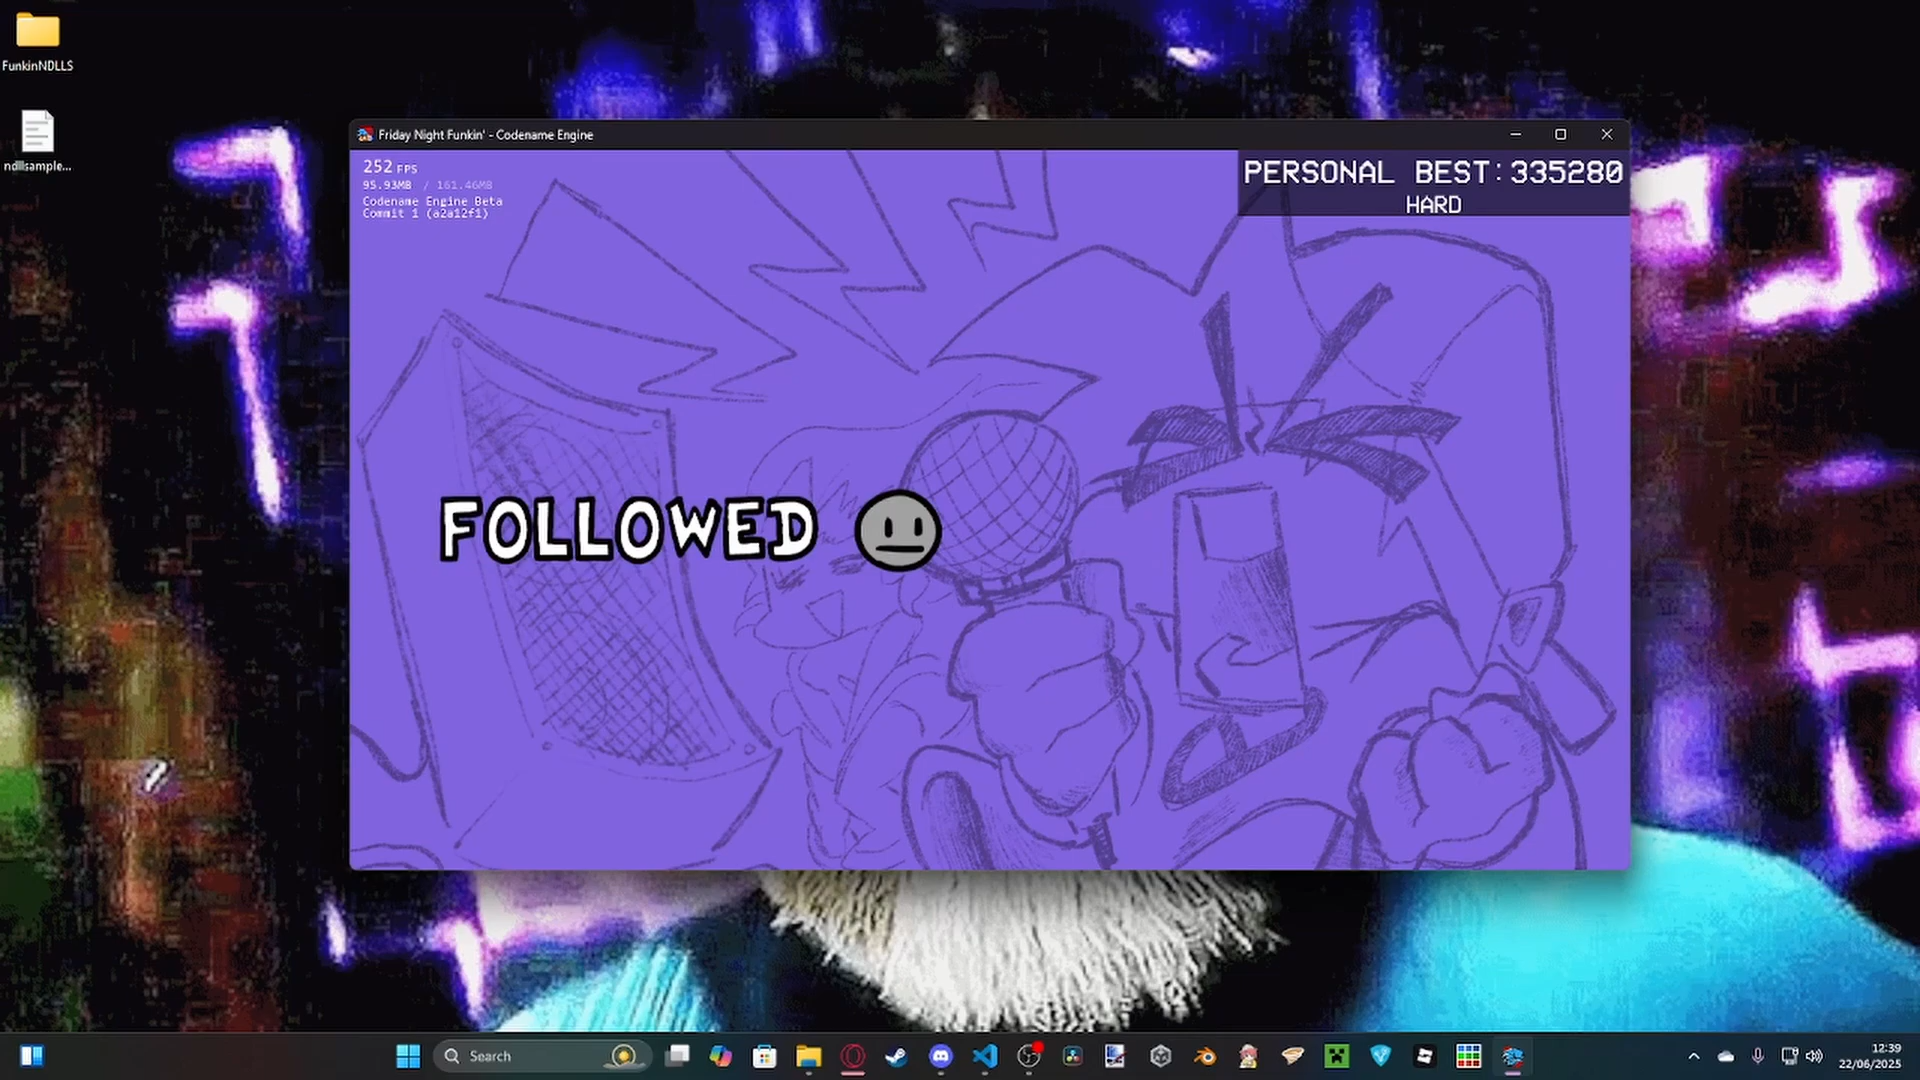 FunkinNDLLS
ndllsample...
Friday Night Funkin' - Codename Engine
252 FPS
95.93MB / 161.46MB
Codename Engine Beta
Commit 1 (a2a12f1)
PERSONAL BEST:335280
HARD
FOLLOWED
Search
12:39
22/06/2025